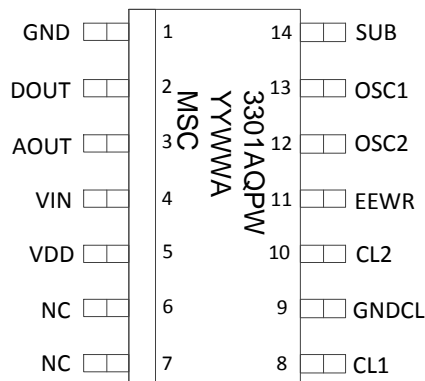 GND 1 14 SUB
DOUT 2 13 OSC1
AOUT 3 12 OSC2
VIN 4 11 EEWR
VDD 5 10 CL2
NC 6 9 GNDCL
NC 7 8 CL1
3301AQPW
YYWWA
MSC